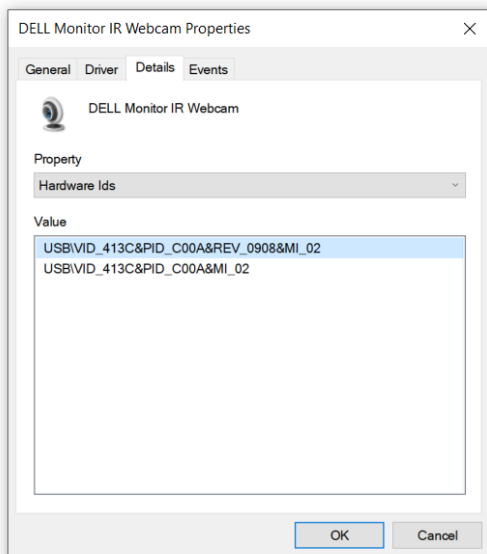 DELL Monitor IR Webcam Properties
General Driver Details Events
DELL Monitor IR Webcam
Property
Hardware Ids
Value
USB\VID_413C&PID_C00A&REV_0908&MI_02
USB\VID_413C&PID_C00A&MI_02
OK Cancel